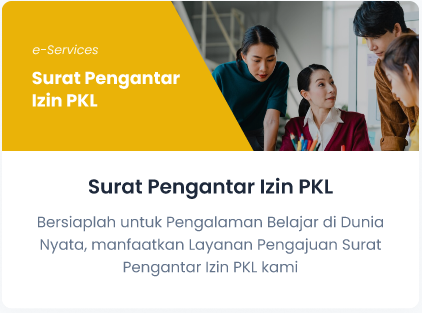 e-Services
Surat Pengantar
Izin PKL
Surat Pengantar Izin PKL
Bersiaplah untuk Pengalaman Belajar di Dunia
Nyata, manfaatkan Layanan Pengajuan Surat
Pengantar Izin PKL kami